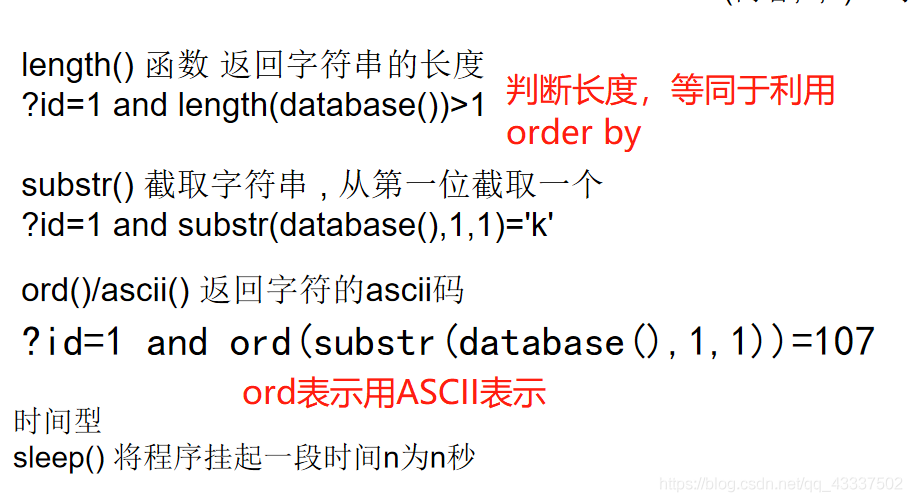 length() 函数 返回字符串的长度
?id=1 and length(database())>1
判断长度，等同于利用
order by
substr() 截取字符串 , 从第一位截取一个
?id=1 and substr(database(),1,1)='k'
ord()/ascii() 返回字符的ascii码
?id=1 and ord(substr(database(),1,1))=107
ord表示用ASCII表示
时间型
sleep() 将程序挂起一段时间n为n秒
https://blog.csdn.net/qq_43337502